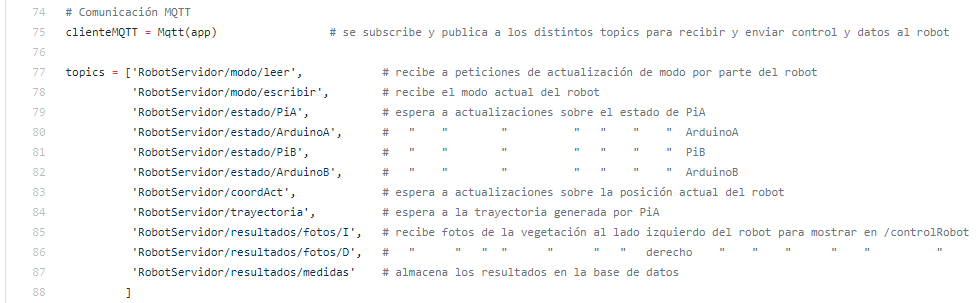 74 # Comunicación MQTT
75 clienteMQTT = Mqtt(app) # se subscribe y publica a los distintos topics para recibir y enviar control y datos al robot
76
77 topics = ['RobotServidor/modo/leer', # recibe a peticiones de actualización de modo por parte del robot
78 'RobotServidor/modo/escribir', # recibe el modo actual del robot
79 'RobotServidor/estado/PiA', # espera a actualizaciones sobre el estado de PiA
80 'RobotServidor/estado/ArduinoA', # " " " " " " " ArduinoA
81 'RobotServidor/estado/PiB', # " " " " " " " PiB
82 'RobotServidor/estado/ArduinoB', # " " " " " " " ArduinoB
83 'RobotServidor/coordAct', # espera a actualizaciones sobre la posición actual del robot
84 'RobotServidor/trayectoria', # espera a la trayectoria generada por PiA
85 'RobotServidor/resultados/fotos/I', # recibe fotos de la vegetación al lado izquierdo del robot para mostrar en /controlRobot
86 'RobotServidor/resultados/fotos/D', # " " " " " " " derecho " " " " " "
87 'RobotServidor/resultados/medidas' # almacena los resultados en la base de datos
88 ]